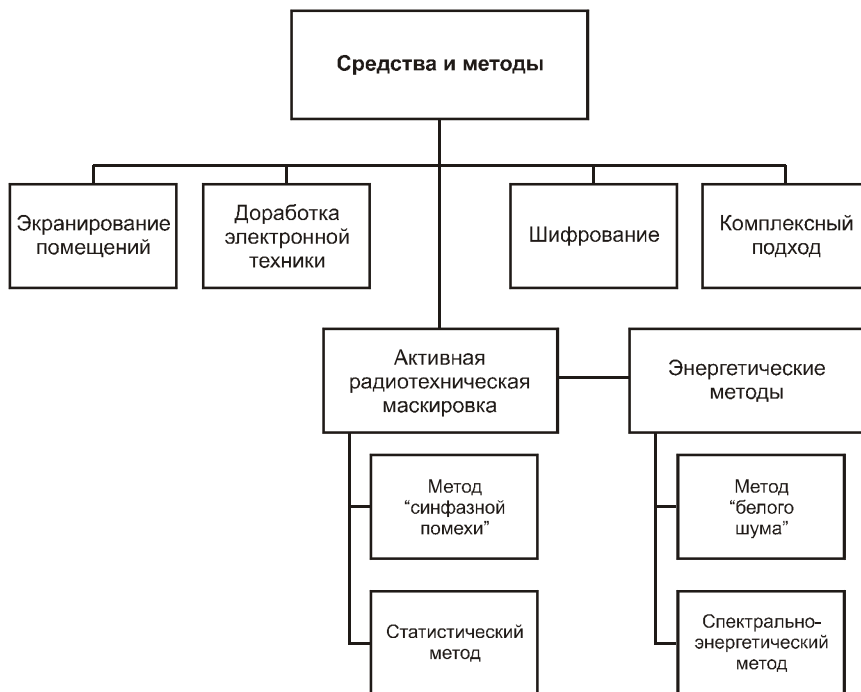 Средства и методы
Экранирование
помещений
Доработка
электронной
техники
Шифрование
Комплексный
подход
Активная
радиотехническая
маскировка
Энергетические
методы
Метод
“синфазной
помехи”
Метод
“белого
шума”
Статистический
метод
Спектрально-
энергетический
метод